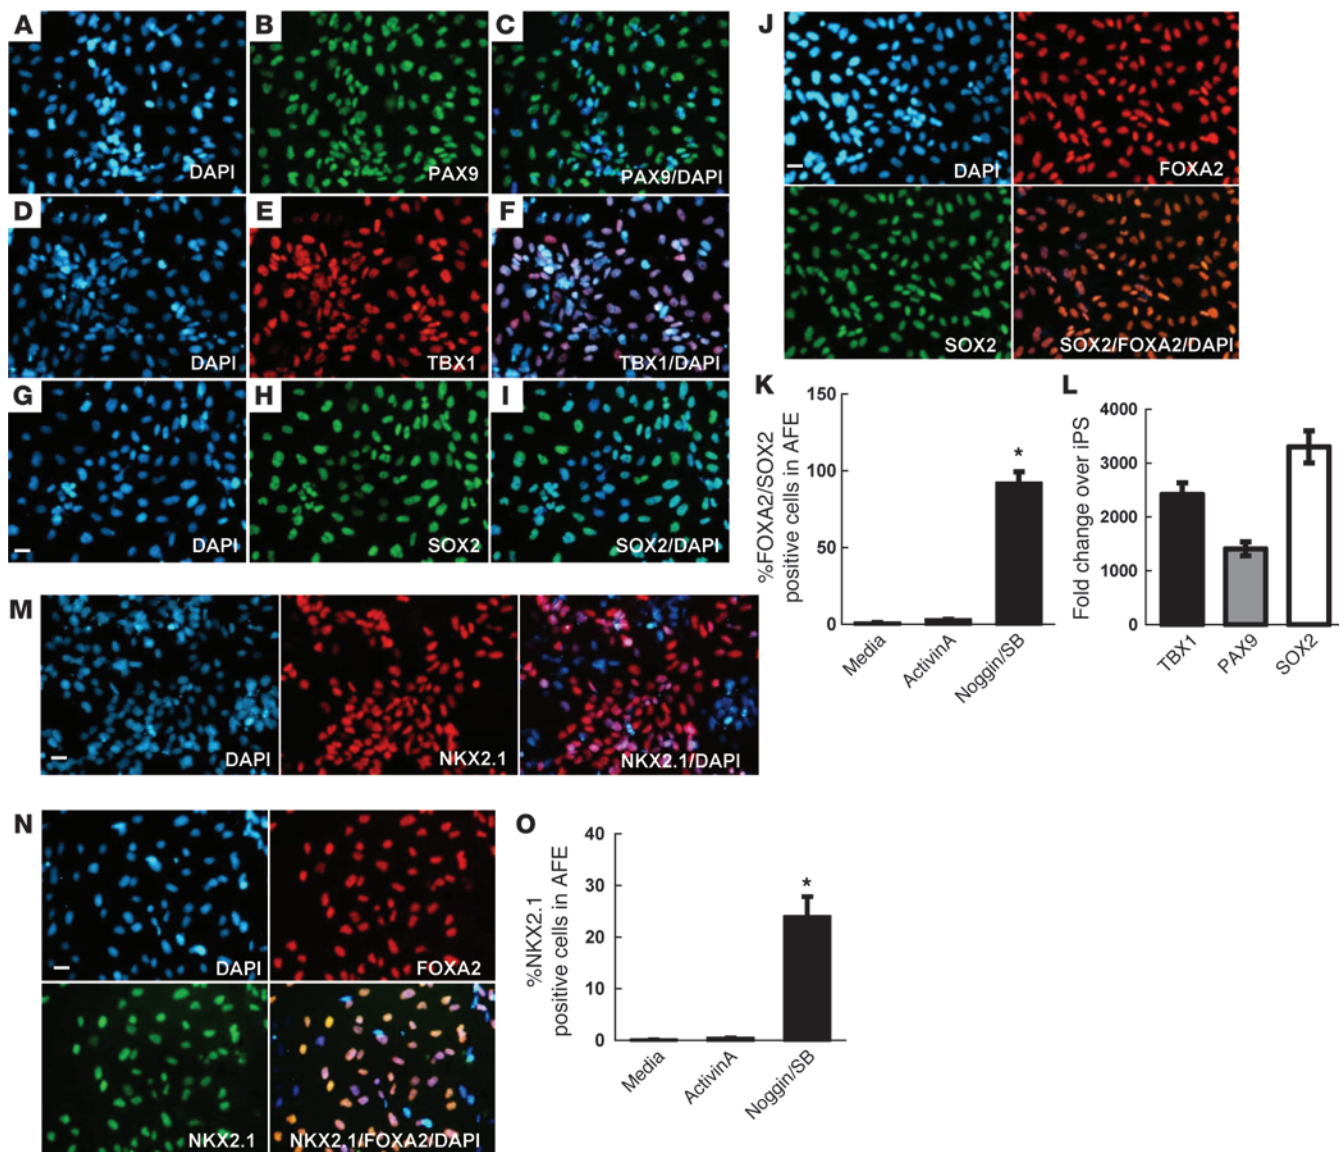 A
DAPI
B
PAX9
C
PAX9/DAPI
D
DAPI
E
TBX1
F
TBX1/DAPI
G
DAPI
H
SOX2
I
SOX2/DAPI
J
DAPI
FOXA2
SOX2
SOX2/FOXA2/DAPI
K
%FOXA2/SOX2
positive cells in AFE
150
100
50
0
*
Media
ActivinA
Noggin/SB
L
Fold change over iPS
4000
3000
2000
1000
0
TBX1
PAX9
SOX2
M
DAPI
NKX2.1
NKX2.1/DAPI
N
DAPI
FOXA2
NKX2.1
NKX2.1/FOXA2/DAPI
O
%NKX2.1
positive cells in AFE
40
30
20
10
0
*
Media
ActivinA
Noggin/SB